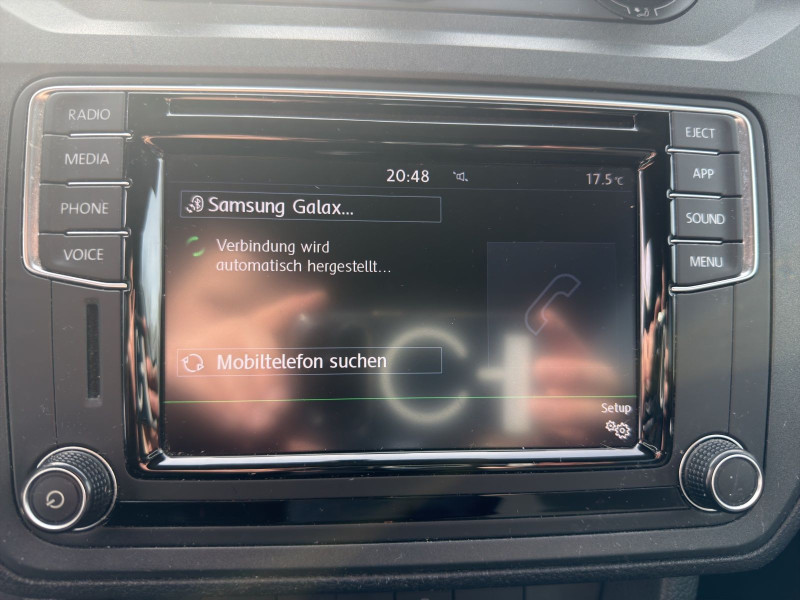 RADIO
MEDIA
PHONE
VOICE
20:48
17.5°C
Samsung Galax...
Verbindung wird
automatisch hergestellt...
Mobiltelefon suchen
Setup
EJECT
APP
SOUND
MENU